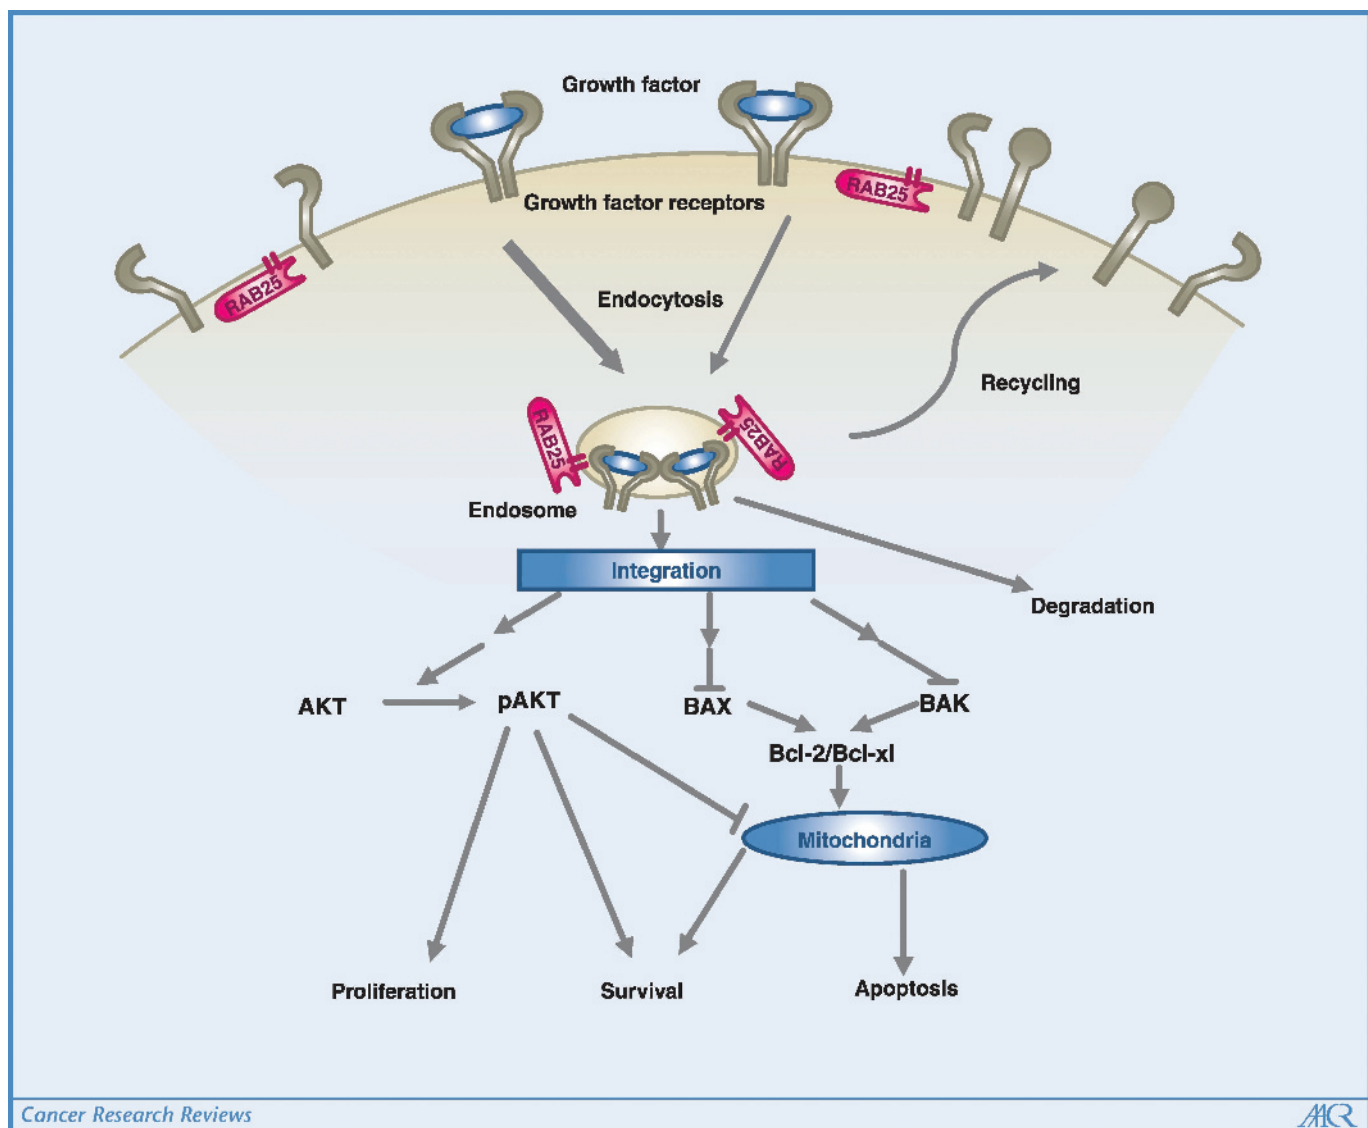 Growth factor
RAB25
Growth factor receptors
RAB25
Endocytosis
Recycling
RAB25
RAB25
Endosome
Integration
Degradation
AKT
pAKT
BAX
BAK
Bcl-2/Bcl-xl
Mitochondria
Proliferation
Survival
Apoptosis
Cancer Research Reviews
AACR